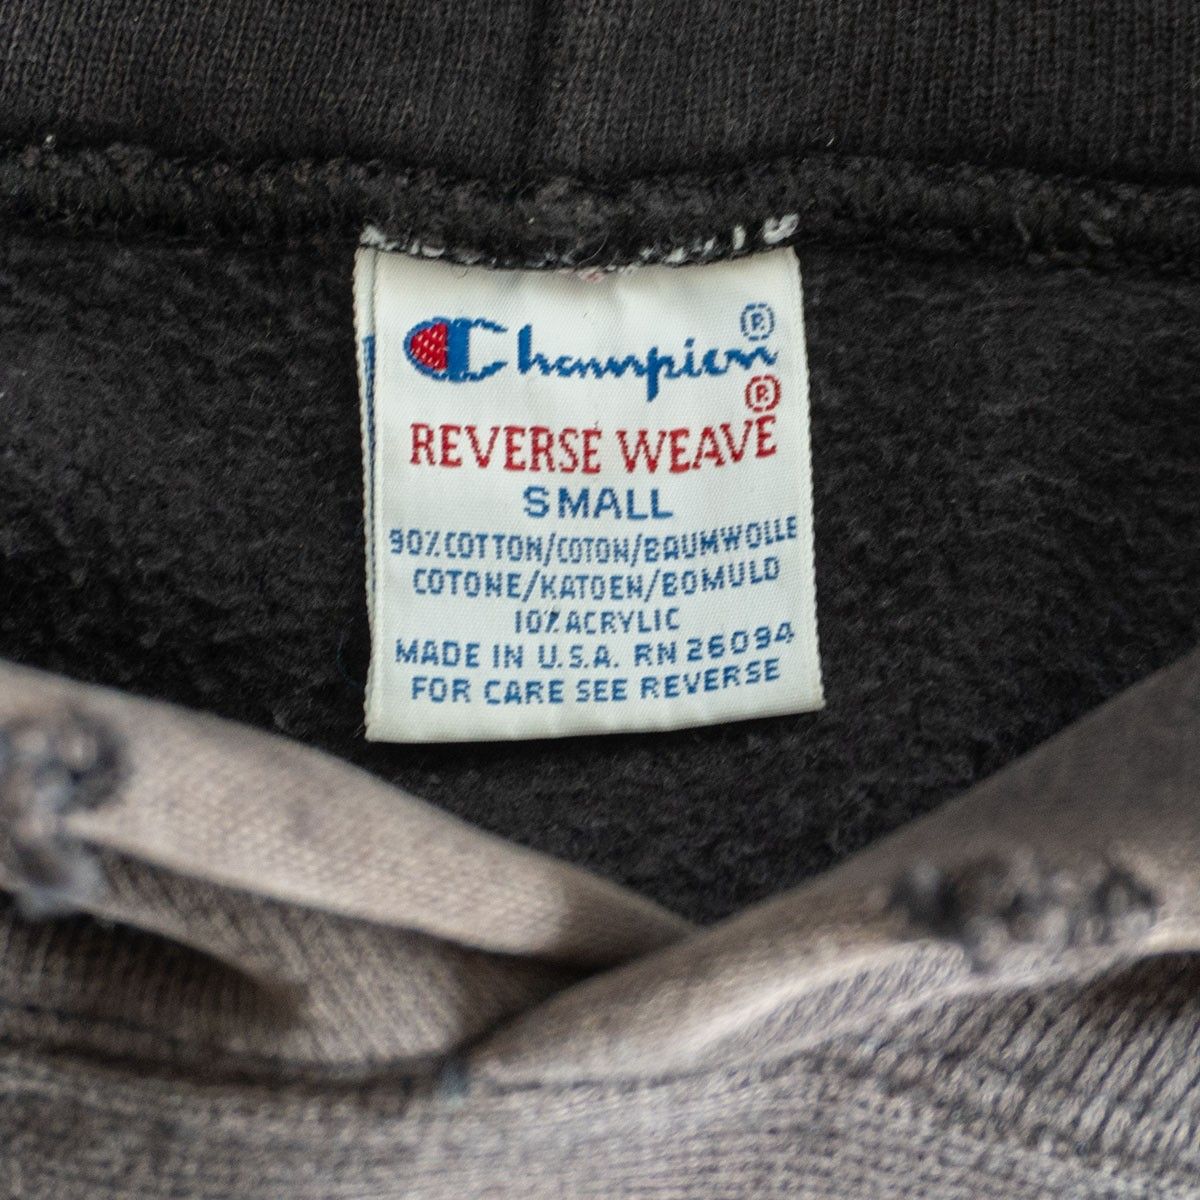 Champion®
REVERSE WEAVE®
SMALL
90% COTTON/COTON/BAUMWOLLE
COTONE/KATOEN/BOMULD
10% ACRYLIC
MADE IN U.S.A. RN 26094
FOR CARE SEE REVERSE